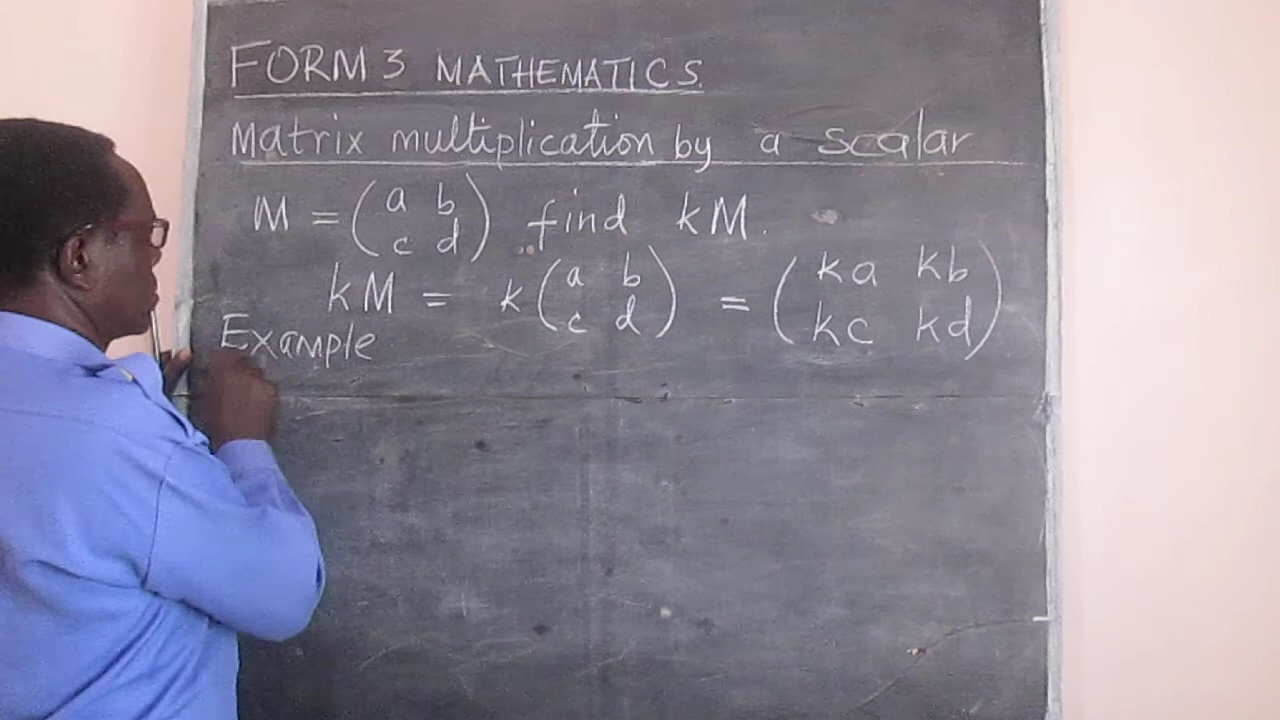 FORM 3 MATHEMATICS.
Matrix multiplication by a scalar
M = (a b
c d) find kM.
kM = k(a b
c d) = (ka kb
kc kd)
Example